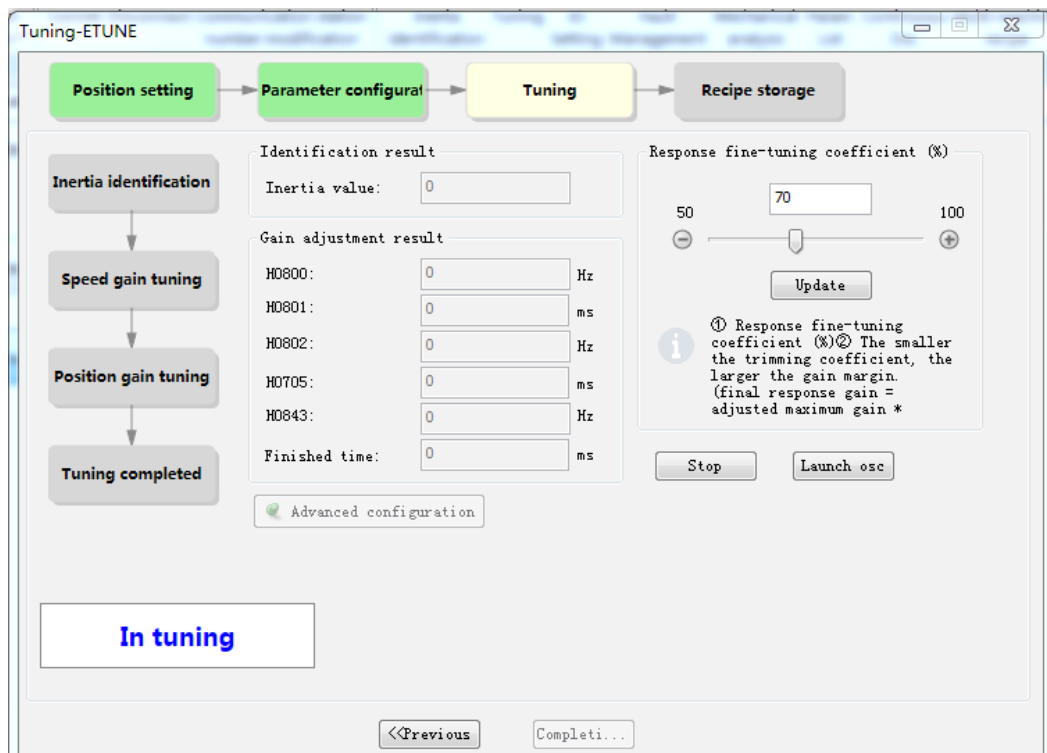 Tuning-ETUNE
Position setting
Parameter configurat
Tuning
Recipe storage
Inertia identification
Speed gain tuning
Position gain tuning
Tuning completed
Identification result
Inertia value: 0
Gain adjustment result
H0800: 0 Hz
H0801: 0 ms
H0802: 0 Hz
H0705: 0 ms
H0843: 0 Hz
Finished time: 0 ms
Advanced configuration
Response fine-tuning coefficient (%)
70
50 100
Update
① Response fine-tuning
coefficient (%)② The smaller
the trimming coefficient, the
larger the gain margin.
(final response gain =
adjusted maximum gain *
Stop
Launch osc
In tuning
<<Previous
Completi...